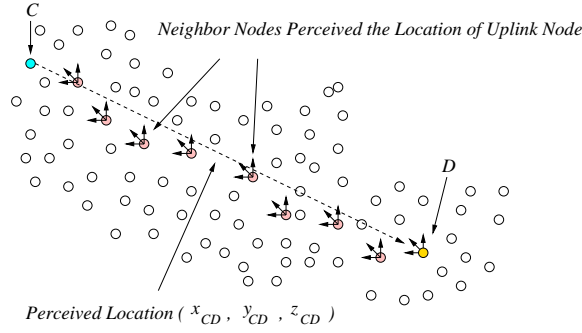 C
Neighbor Nodes Perceived the Location of Uplink Node
D
Perceived Location ( x_CD , y_CD , z_CD )